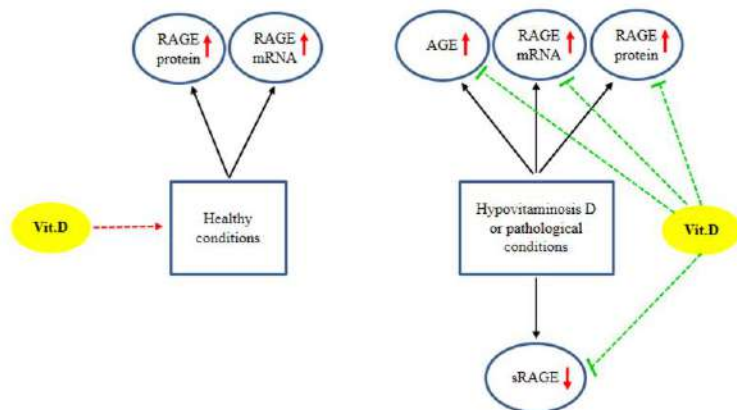 RAGE
protein
RAGE
mRNA
AGE
RAGE
mRNA
RAGE
protein
Vit.D
Healthy
conditions
Hypovitaminosis D
or pathological
conditions
Vit.D
sRAGE